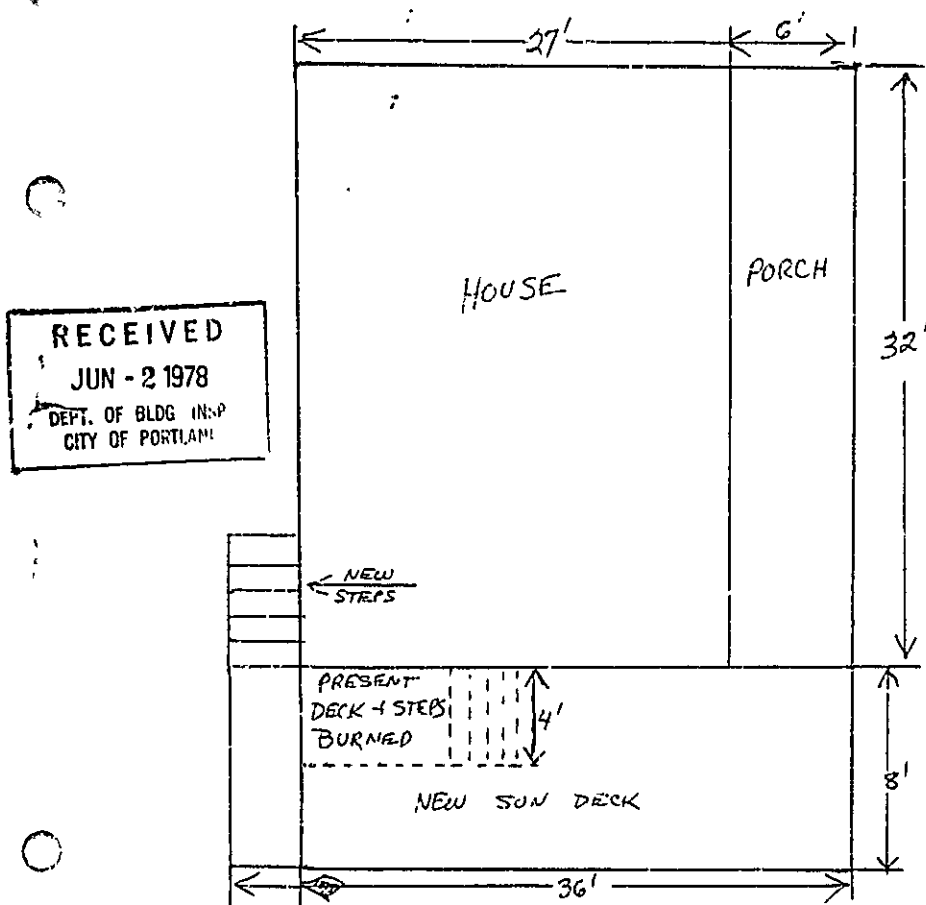 27'
6'
HOUSE
PORCH
32'
RECEIVED
JUN - 2 1978
DEPT. OF BLDG INSP
CITY OF PORTLAND
NEW
STEPS
PRESENT
DECK & STEPS
BURNED
4'
8'
NEW SUN DECK
36'